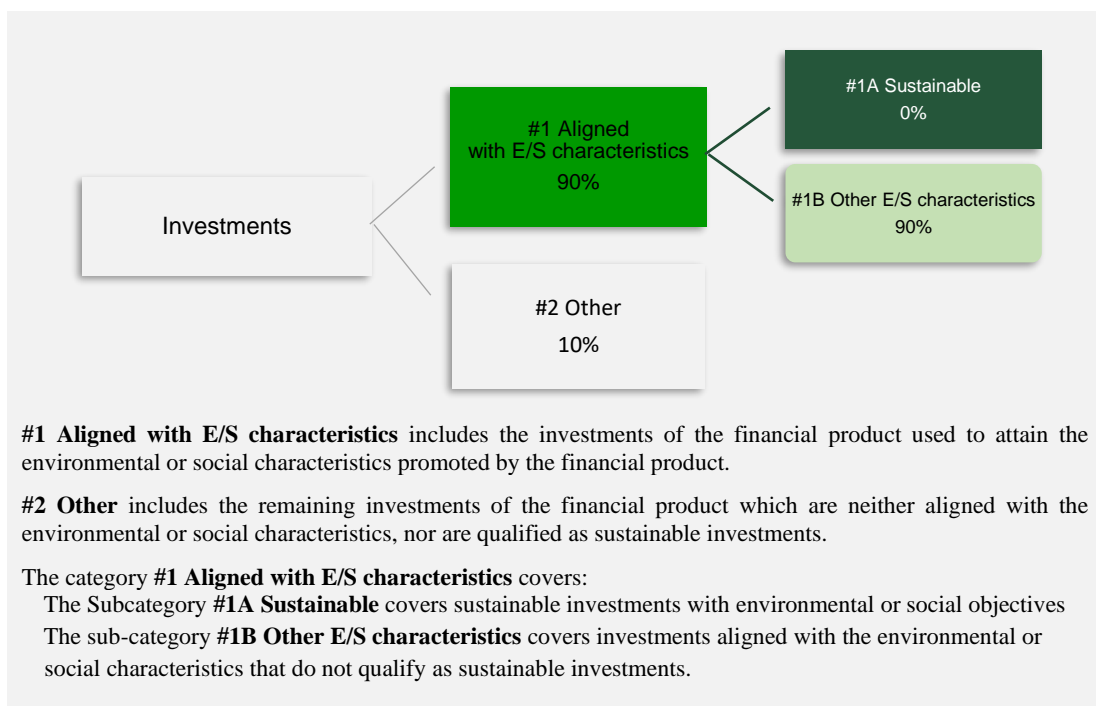 #1A Sustainable
0%
#1 Aligned
with E/S characteristics
90%
#1B Other E/S characteristics
90%
Investments
#2 Other
10%
#1 Aligned with E/S characteristics includes the investments of the financial product used to attain the
environmental or social characteristics promoted by the financial product.
#2 Other includes the remaining investments of the financial product which are neither aligned with the
environmental or social characteristics, nor are qualified as sustainable investments.
The category #1 Aligned with E/S characteristics covers:
The Subcategory #1A Sustainable covers sustainable investments with environmental or social objectives
The sub-category #1B Other E/S characteristics covers investments aligned with the environmental or
social characteristics that do not qualify as sustainable investments.